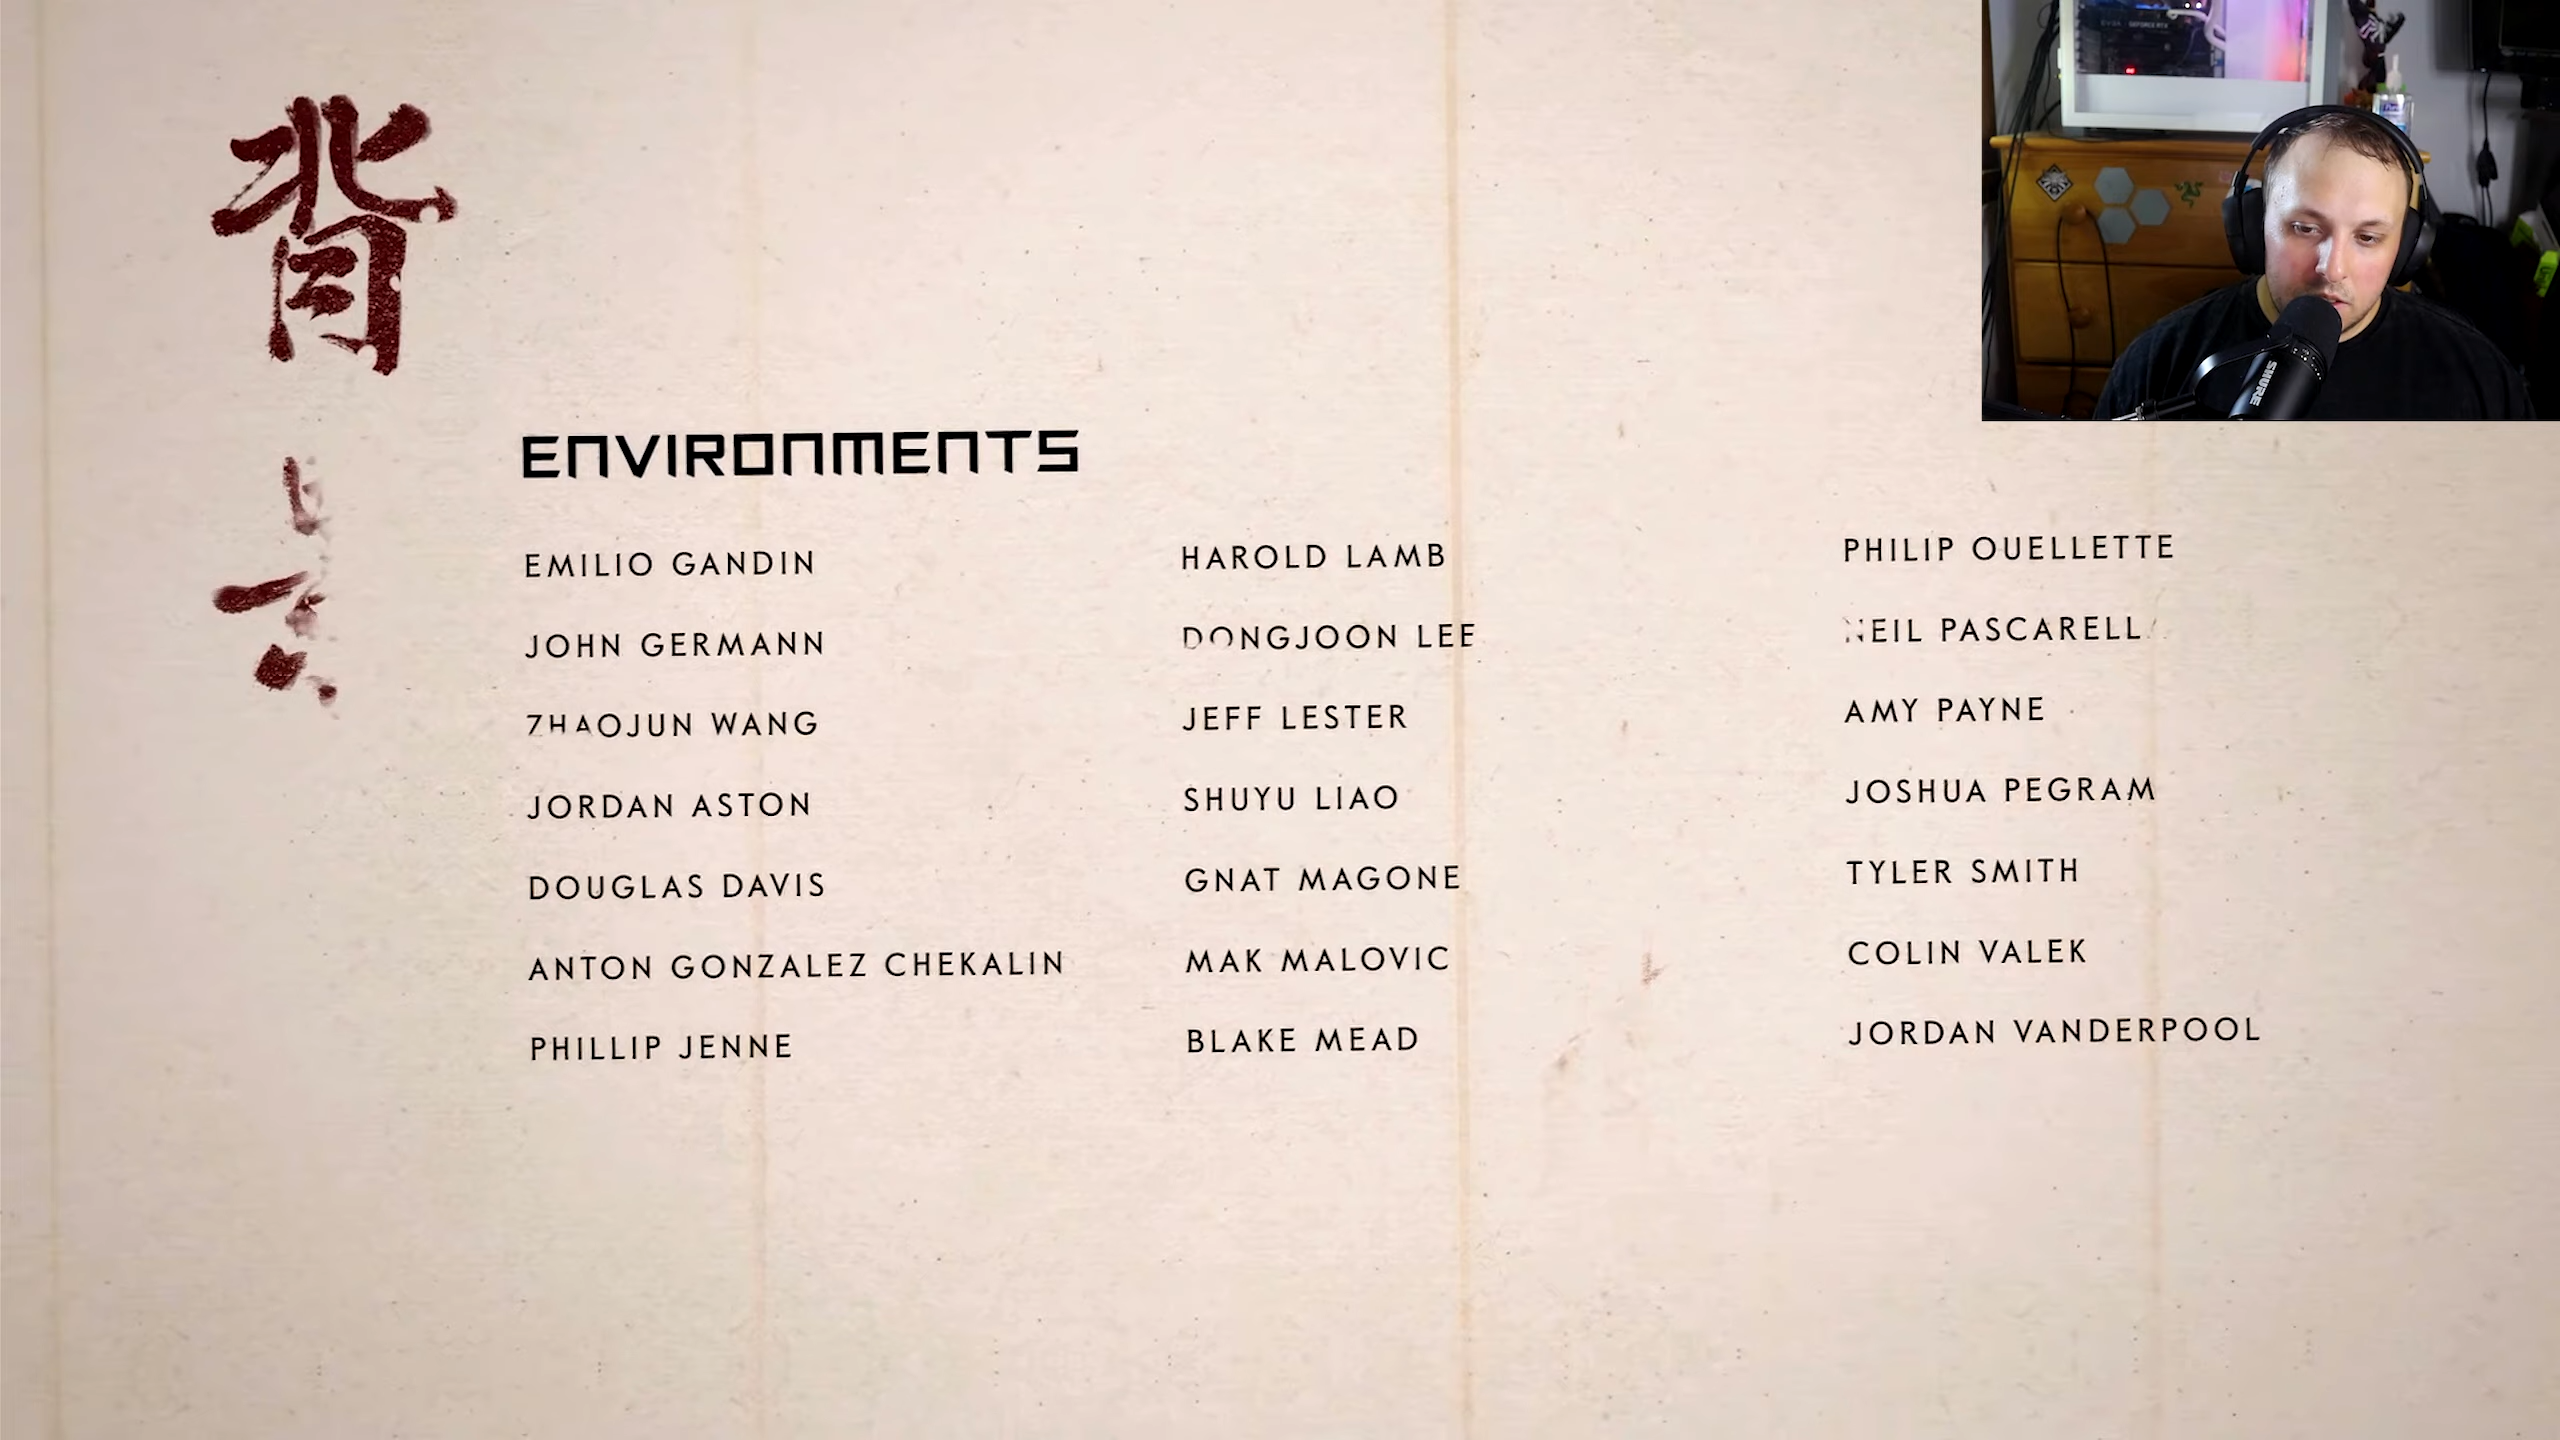 背
ENVIRONMENTS
EMILIO GANDIN
JOHN GERMANN
ZHAOJUN WANG
JORDAN ASTON
DOUGLAS DAVIS
ANTON GONZALEZ CHEKALIN
PHILLIP JENNE
HAROLD LAMB
DONGJOON LEE
JEFF LESTER
SHUYU LIAO
GNAT MAGONE
MAK MALOVIC
BLAKE MEAD
PHILIP OUELLETTE
NEIL PASCARELLA
AMY PAYNE
JOSHUA PEGRAM
TYLER SMITH
COLIN VALEK
JORDAN VANDERPOOL
SHURE